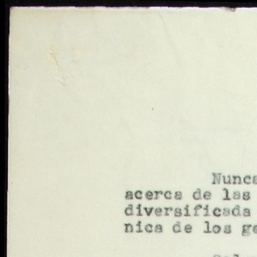 Nunca
acerca de las
diversificada
nica de los ge